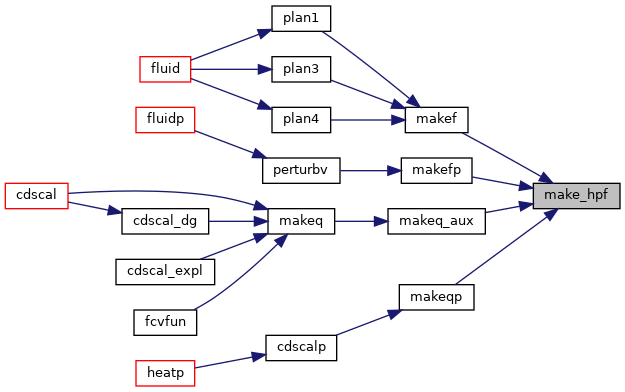 plan1
fluid
plan3
fluidp
plan4
makef
perturbv
makefp
cdscal
make_hpf
cdscal_dg
makeq
makeq_aux
cdscal_expl
makeqp
fcvfun
cdscalp
heatp